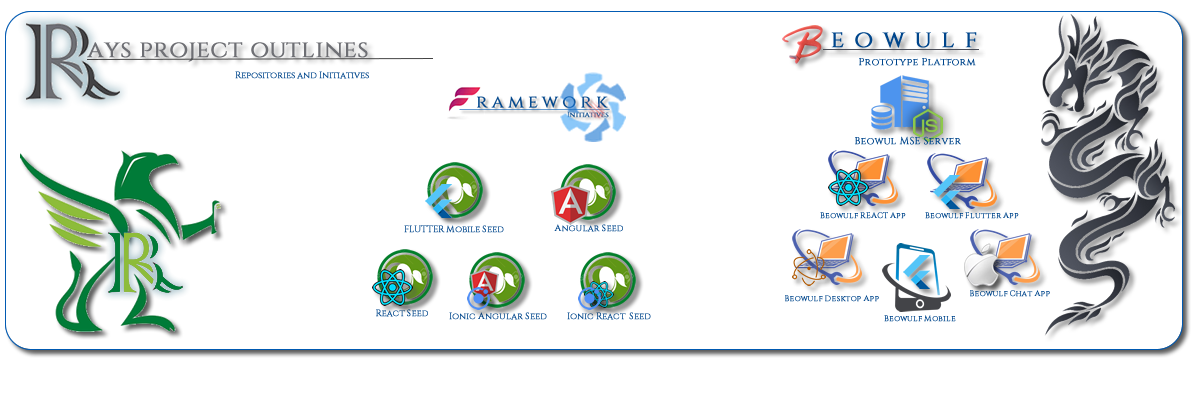 RAYS PROJECT OUTLINES
REPOSITORIES AND INITIATIVES
FRAMEWORK
INITIATIVES
FLUTTER MOBILE SEED
ANGULAR SEED
REACT SEED
IONIC ANGULAR SEED
IONIC REACT SEED
BEOWULF
PROTOTYPE PLATFORM
JS
BEOWUL MSE SERVER
BEOWULF REACT APP
BEOWULF FLUTTER APP
BEOWULF DESKTOP APP
BEOWULF MOBILE
BEOWULF CHAT APP
R
A
A